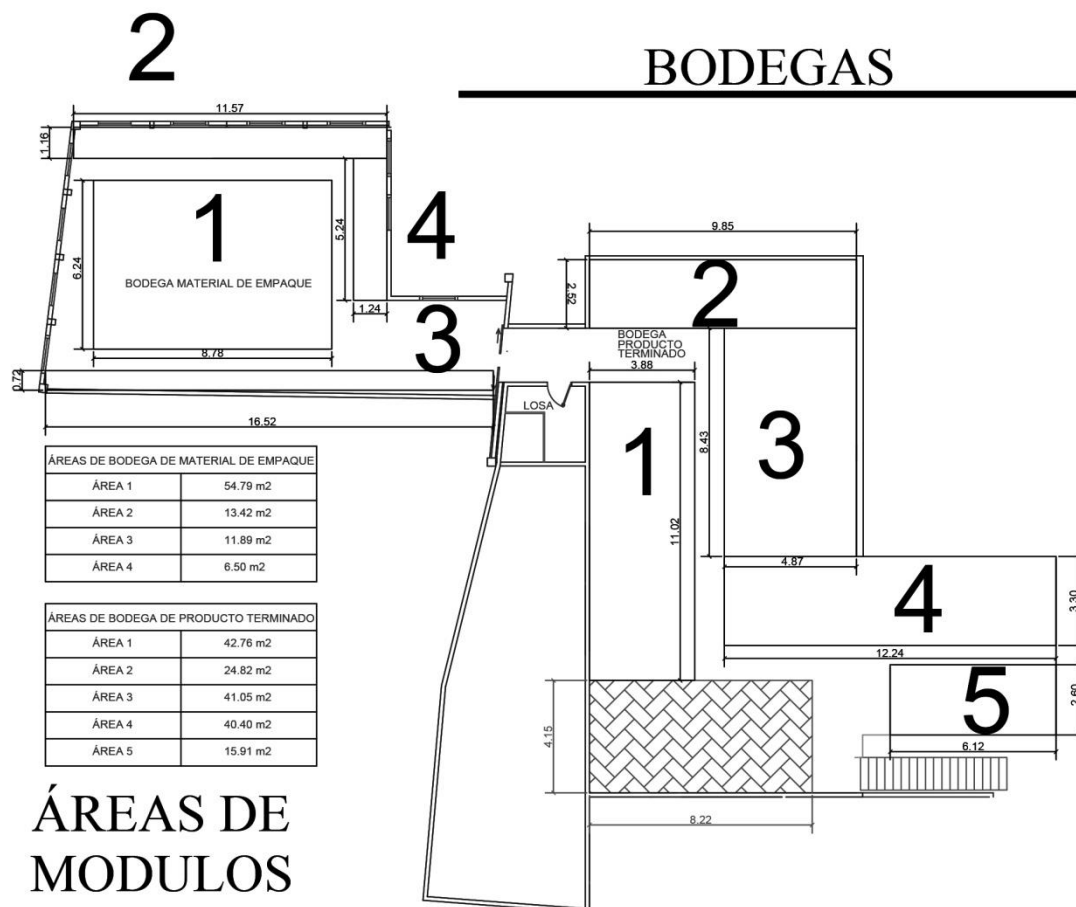 2
BODEGAS
11.57
1.16
1
4
5.24
6.24
BODEGA MATERIAL DE EMPAQUE
1.24
3
8.78
0.72
16.52
9.85
2.52
2
BODEGA
PRODUCTO
TERMINADO
3.88
LOSA
1
8.43
3
11.02
4.87
4
3.30
12.24
5
2.60
6.12
4.15
8.22
ÁREAS DE BODEGA DE MATERIAL DE EMPAQUE
ÁREA 1 54.79 m2
ÁREA 2 13.42 m2
ÁREA 3 11.89 m2
ÁREA 4 6.50 m2
ÁREAS DE BODEGA DE PRODUCTO TERMINADO
ÁREA 1 42.76 m2
ÁREA 2 24.82 m2
ÁREA 3 41.05 m2
ÁREA 4 40.40 m2
ÁREA 5 15.91 m2
ÁREAS DE
MODULOS